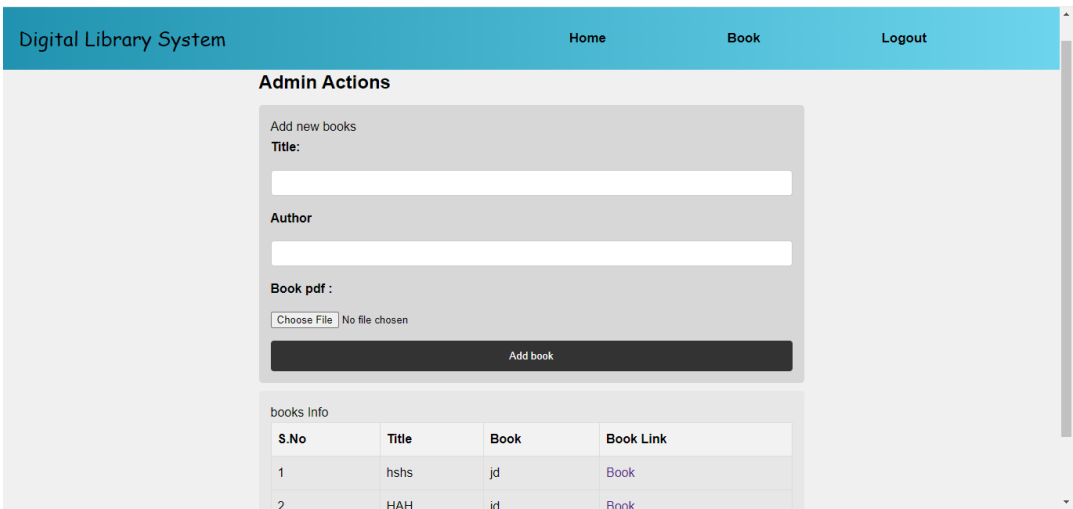 Digital Library System Home Book Logout
Admin Actions
Add new books
Title:
Author
Book pdf :
Choose File No file chosen
Add book
books Info
S.No Title Book Book Link
1 hshs jd Book
2 HAH jd Book